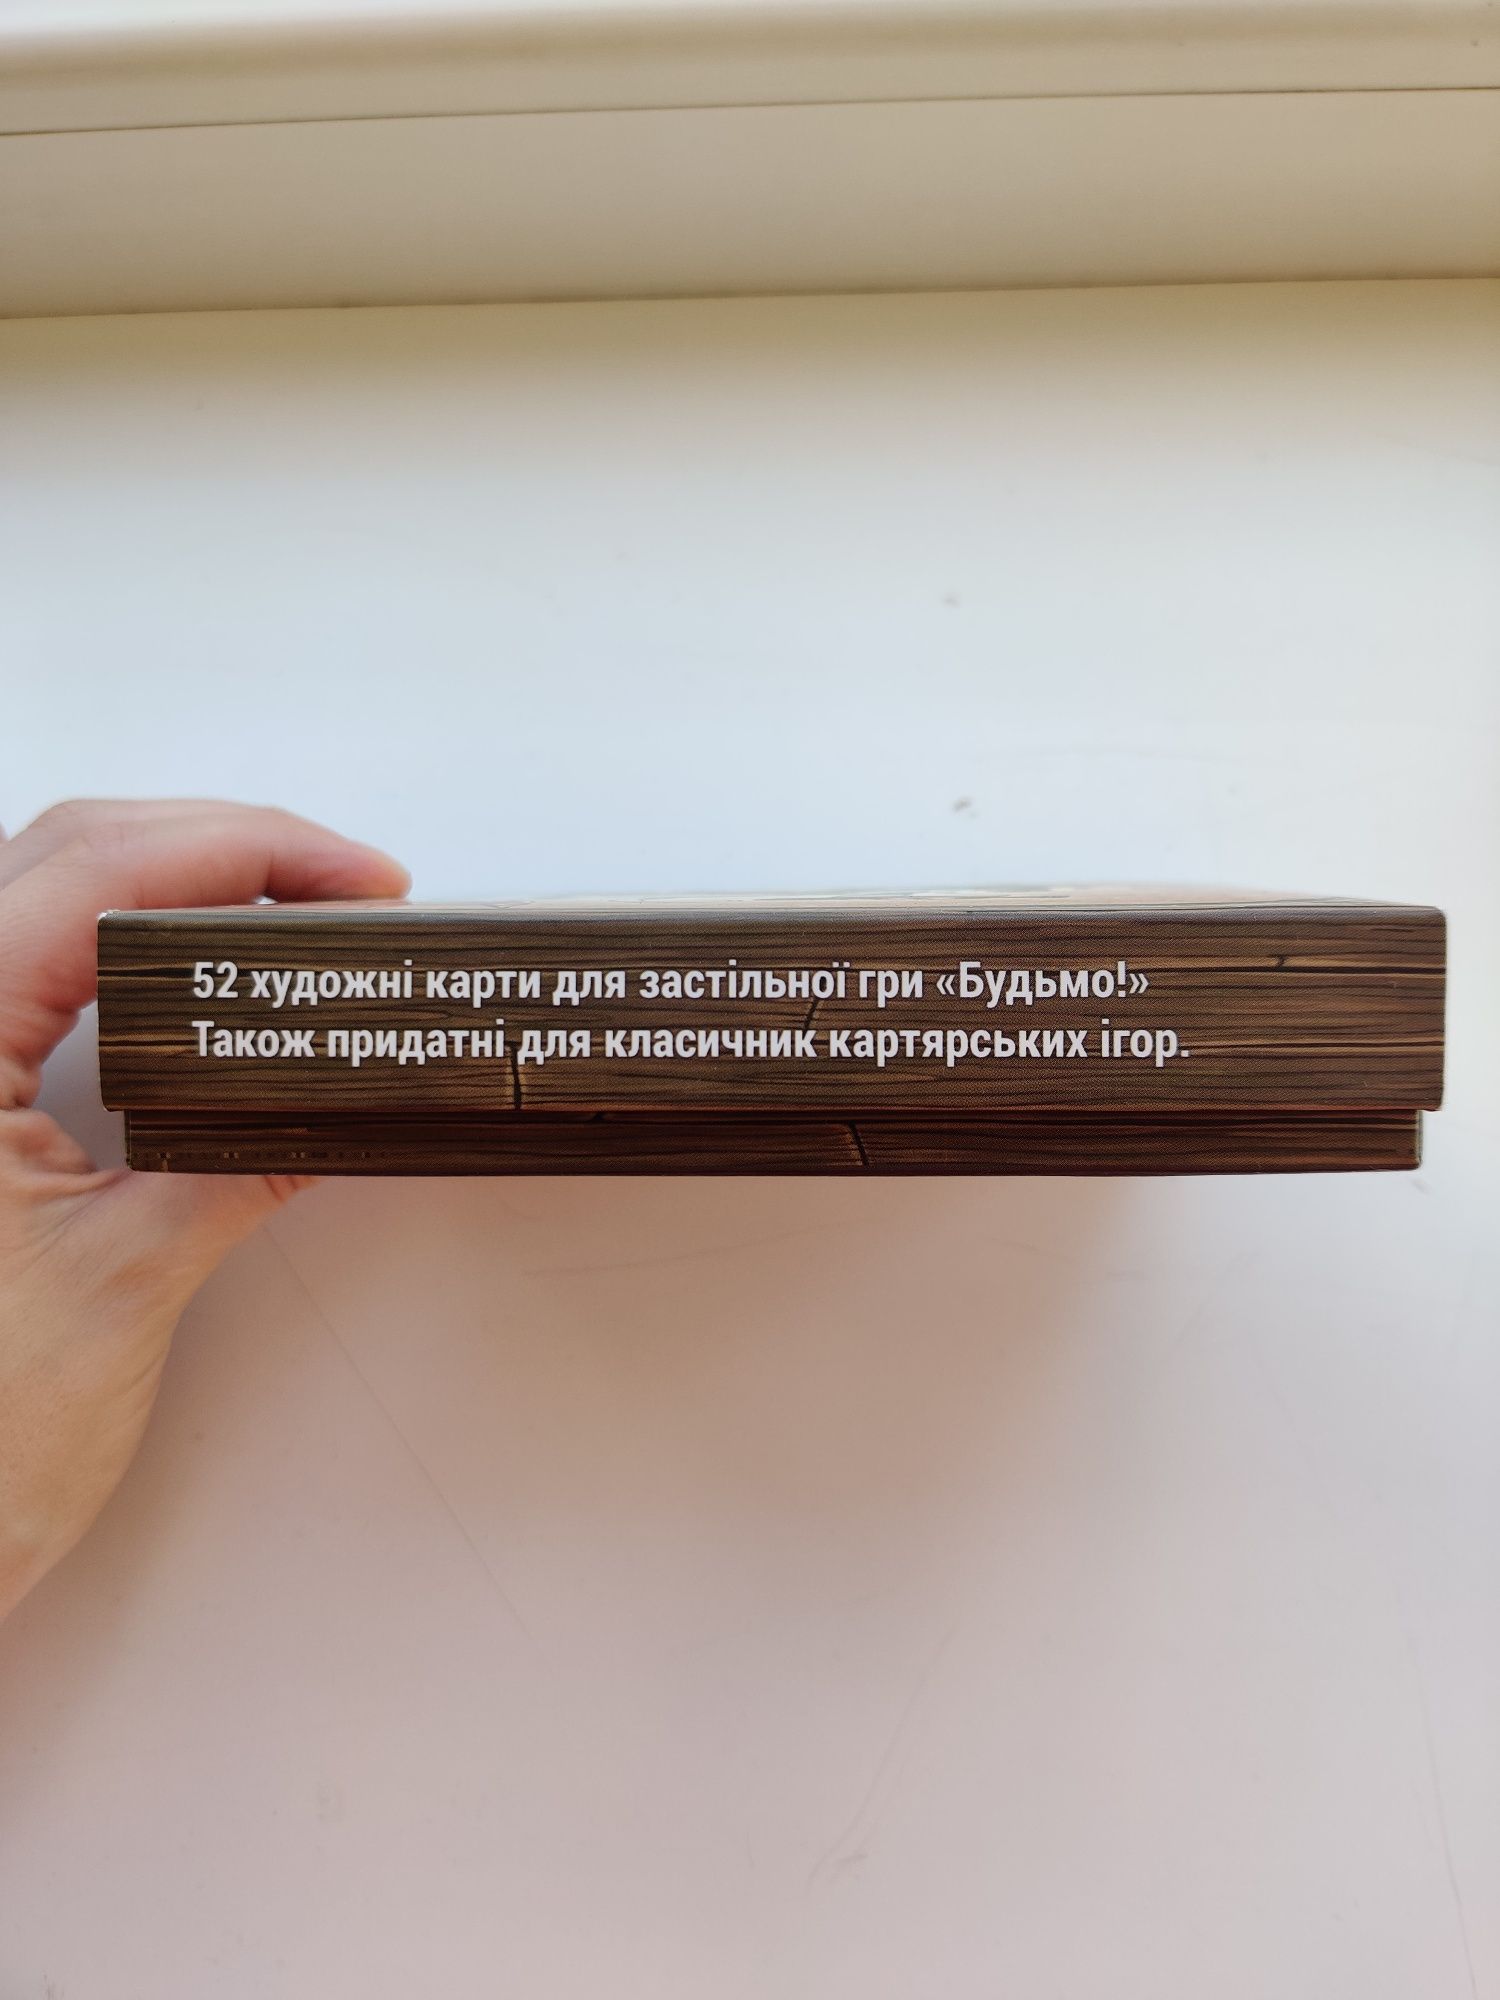 52 художні карти для застільної гри «Будьмо!»
Також придатні для класичник картярських ігор.